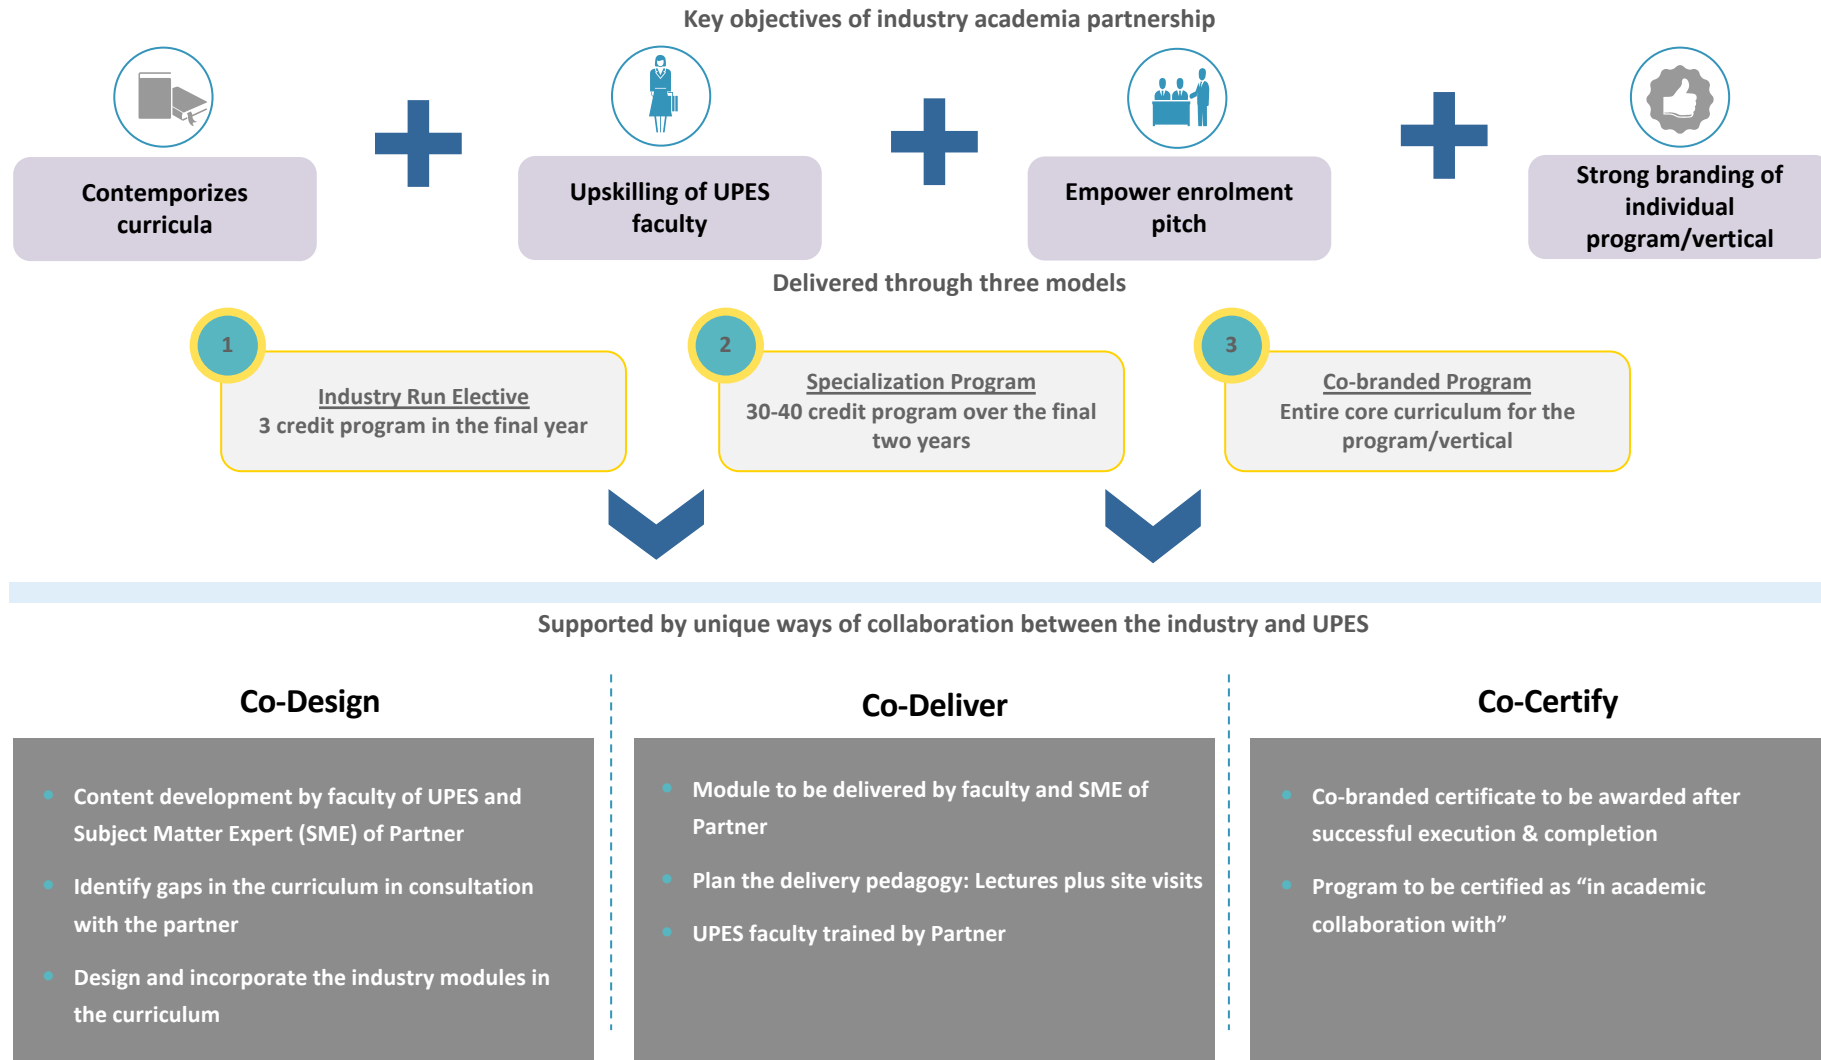 Key objectives of industry academia partnership
Contemporizes
curricula
Upskilling of UPES
faculty
Empower enrolment
pitch
Strong branding of
individual
program/vertical
Delivered through three models
1
Industry Run Elective
3 credit program in the final year
2
Specialization Program
30-40 credit program over the final
two years
3
Co-branded Program
Entire core curriculum for the
program/vertical
Supported by unique ways of collaboration between the industry and UPES
Co-Design
• Content development by faculty of UPES and
Subject Matter Expert (SME) of Partner
• Identify gaps in the curriculum in consultation
with the partner
• Design and incorporate the industry modules in
the curriculum
Co-Deliver
• Module to be delivered by faculty and SME of
Partner
• Plan the delivery pedagogy: Lectures plus site visits
• UPES faculty trained by Partner
Co-Certify
• Co-branded certificate to be awarded after
successful execution & completion
• Program to be certified as “in academic
collaboration with”